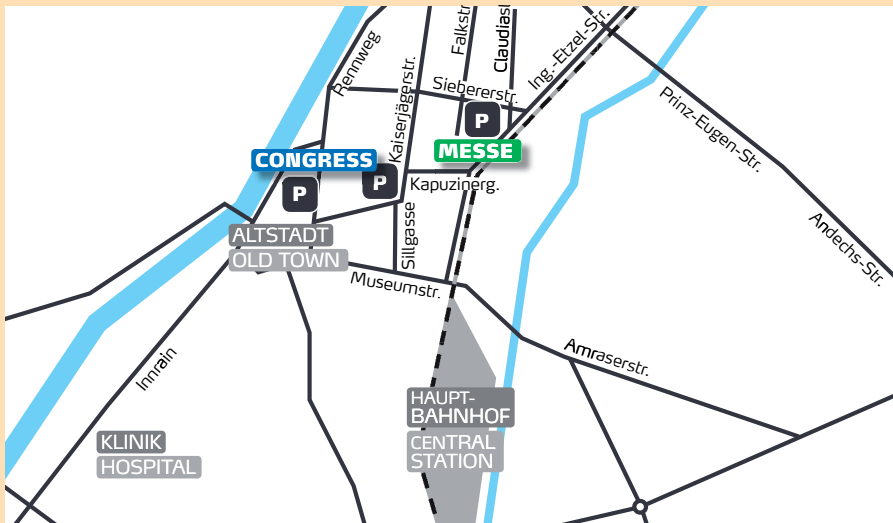 Rennweg
Kaiserjägerstr.
Falkstr
Claudiast
Ing.-Etzel-Str.
Siebererstr.
P
MESSE
Prinz-Eugen-Str.
CONGRESS
P
P
Kapuzinerg.
Sillgasse
Andechs-Str.
ALTSTADT
OLD TOWN
Museumstr.
Innrain
Amraserstr.
HAUPT-
BAHNHOF
CENTRAL
STATION
KLINIK
HOSPITAL